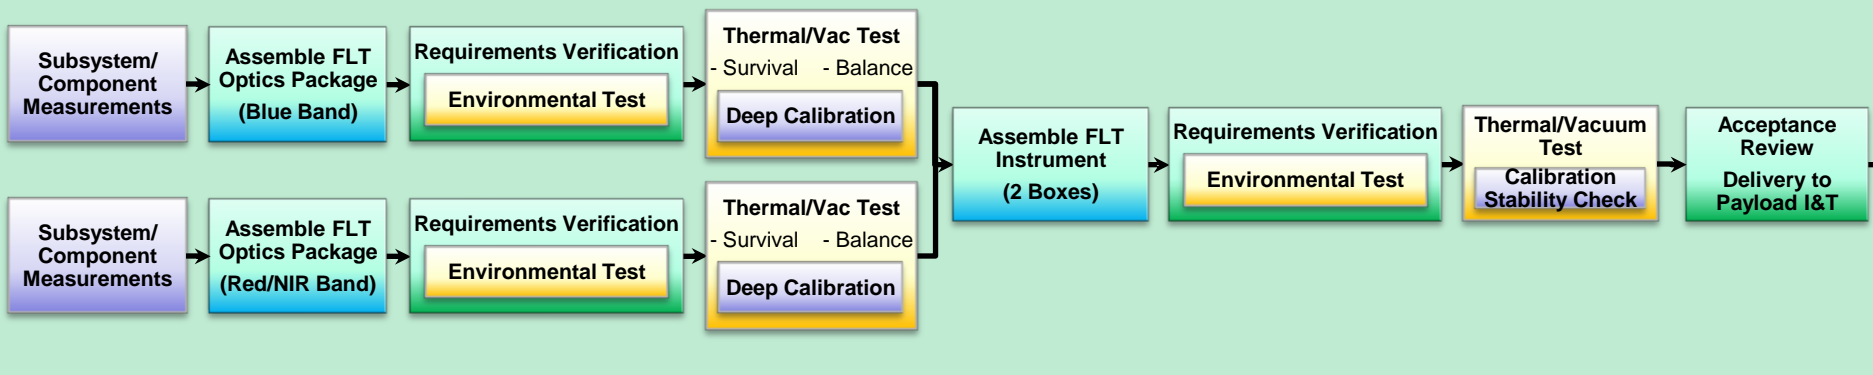 Subsystem/
Component
Measurements
Assemble FLT
Optics Package
(Blue Band)
Requirements Verification
Environmental Test
Thermal/Vac Test
- Survival - Balance
Deep Calibration
Subsystem/
Component
Measurements
Assemble FLT
Optics Package
(Red/NIR Band)
Requirements Verification
Environmental Test
Thermal/Vac Test
- Survival - Balance
Deep Calibration
Assemble FLT
Instrument
(2 Boxes)
Requirements Verification
Environmental Test
Thermal/Vacuum
Test
Calibration
Stability Check
Acceptance
Review
Delivery to
Payload I&T